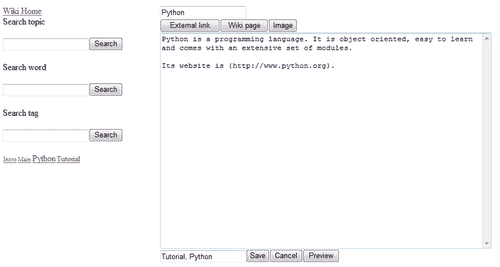 Wiki Home
Search topic
Search
Search word
Search
Search tag
Search
Intro Main Python Tutorial
Python
External link Wiki page Image
Python is a programming language. It is object oriented, easy to learn
and comes with an extensive set of modules.
Its website is (http://www.python.org).
Tutorial, Python Save Cancel Preview